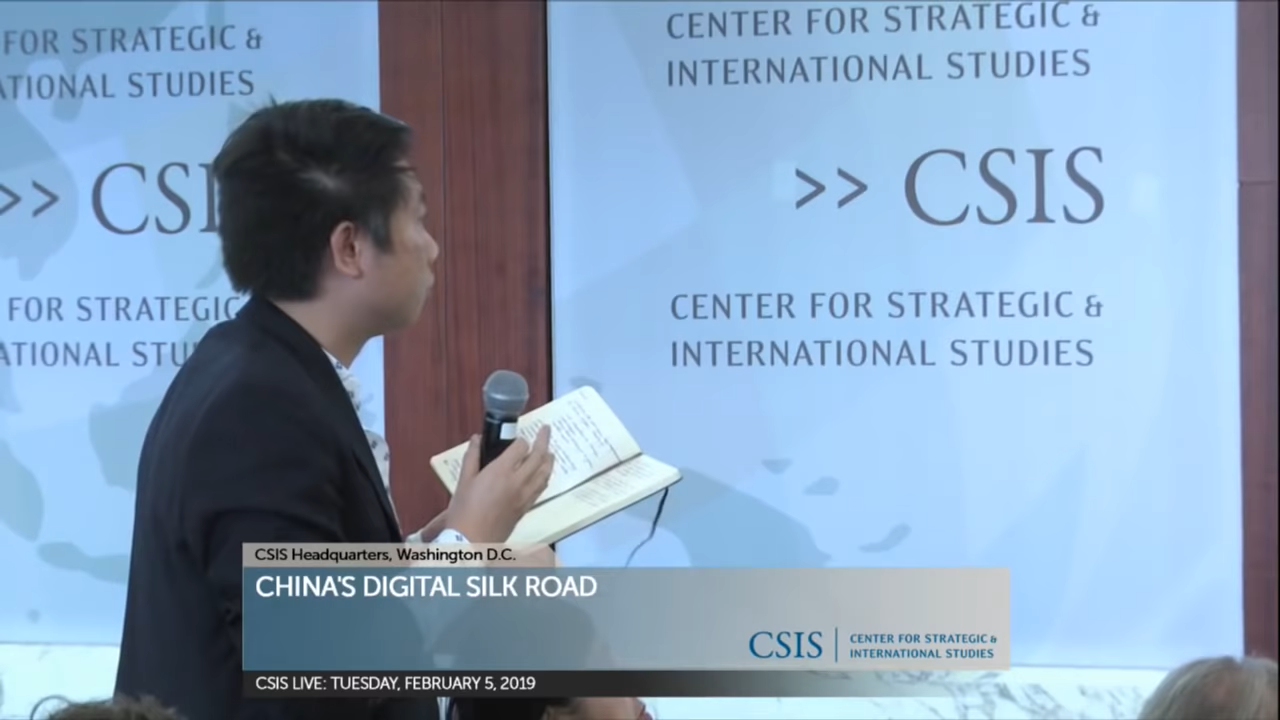 FOR STRATEGIC &
ATIONAL STUDIES
>> CSI
FOR STRATEGIC
ATIONAL STU
CENTER FOR STRATEGIC &
INTERNATIONAL STUDIES
>> CSIS
CENTER FOR STRATEGIC &
INTERNATIONAL STUDIES
CSIS Headquarters, Washington D.C.
CHINA'S DIGITAL SILK ROAD
CSIS
CENTER FOR STRATEGIC &
INTERNATIONAL STUDIES
CSIS LIVE: TUESDAY, FEBRUARY 5, 2019